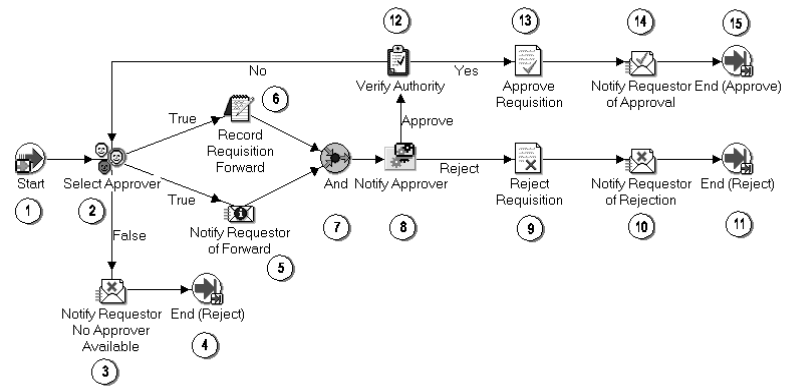 12
13
14
15
No
Verify Authority
Yes
Approve
Requisition
Notify Requestor
of Approval
End (Approve)
6
True
Record
Requisition
Forward
Approve
Start
Select Approver
And
Notify Approver
Reject
Reject
Requisition
Notify Requestor
of Rejection
End (Reject)
1
2
True
Notify Requestor
of Forward
7
8
9
10
11
False
5
Notify Requestor
No Approver
Available
End (Reject)
3
4